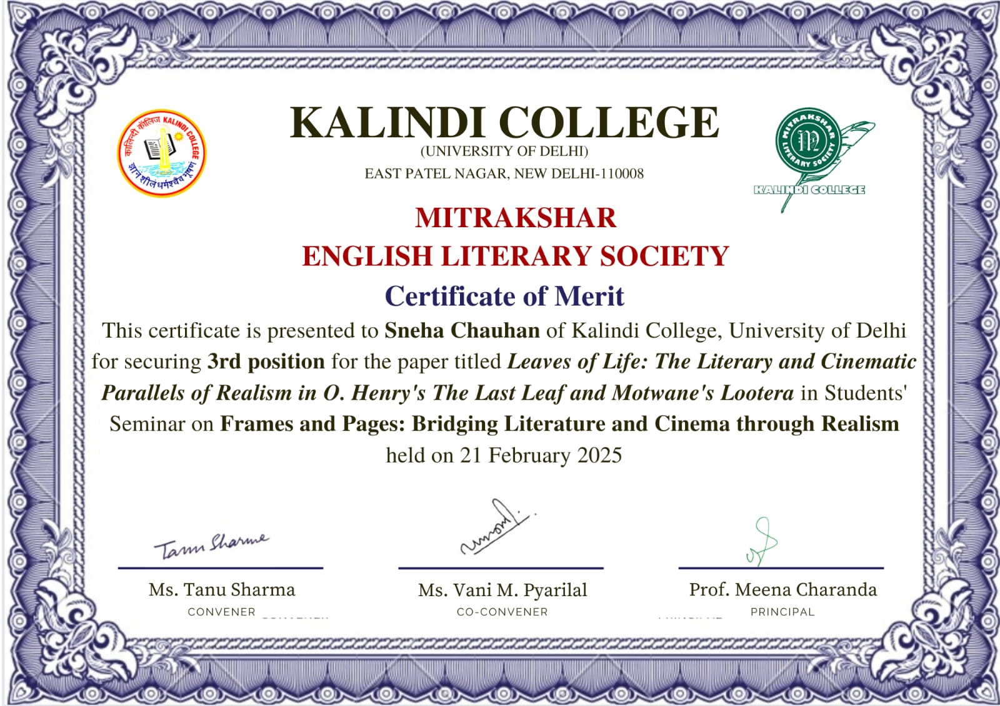 KALINDI COLLEGE
(UNIVERSITY OF DELHI)
EAST PATEL NAGAR, NEW DELHI-110008
कालिन्दी कॉलिज KALINDI COLLEGE
ज्ञानं शीलं धर्मश्चैव भूषणं
MITRAKSHAR
LITERARY SOCIETY
KALINDI COLLEGE
MITRAKSHAR
ENGLISH LITERARY SOCIETY
Certificate of Merit
This certificate is presented to Sneha Chauhan of Kalindi College, University of Delhi
for securing 3rd position for the paper titled Leaves of Life: The Literary and Cinematic
Parallels of Realism in O. Henry's The Last Leaf and Motwane's Lootera in Students'
Seminar on Frames and Pages: Bridging Literature and Cinema through Realism
held on 21 February 2025
Tanu Sharma
Ms. Tanu Sharma
CONVENER
Ms. Vani M. Pyarilal
CO-CONVENER
Prof. Meena Charanda
PRINCIPAL